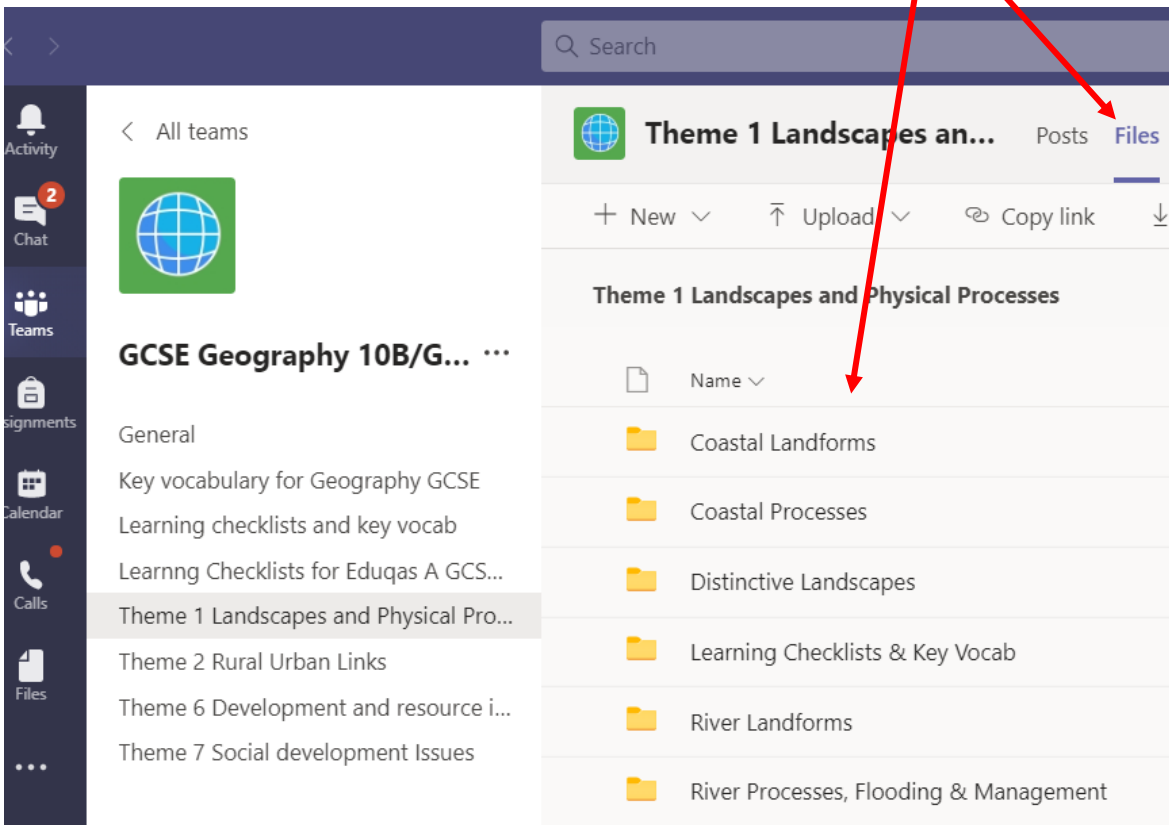 Search
Activity
2
Chat
Teams
signments
Calendar
Calls
Files
All teams
GCSE Geography 10B/G... ...
General
Key vocabulary for Geography GCSE
Learning checklists and key vocab
Learnng Checklists for Eduqas A GCS...
Theme 1 Landscapes and Physical Pro...
Theme 2 Rural Urban Links
Theme 6 Development and resource i...
Theme 7 Social development Issues
Theme 1 Landscapes an... Posts Files
New Upload Copy link
Theme 1 Landscapes and Physical Processes
Name
Coastal Landforms
Coastal Processes
Distinctive Landscapes
Learning Checklists & Key Vocab
River Landforms
River Processes, Flooding & Management